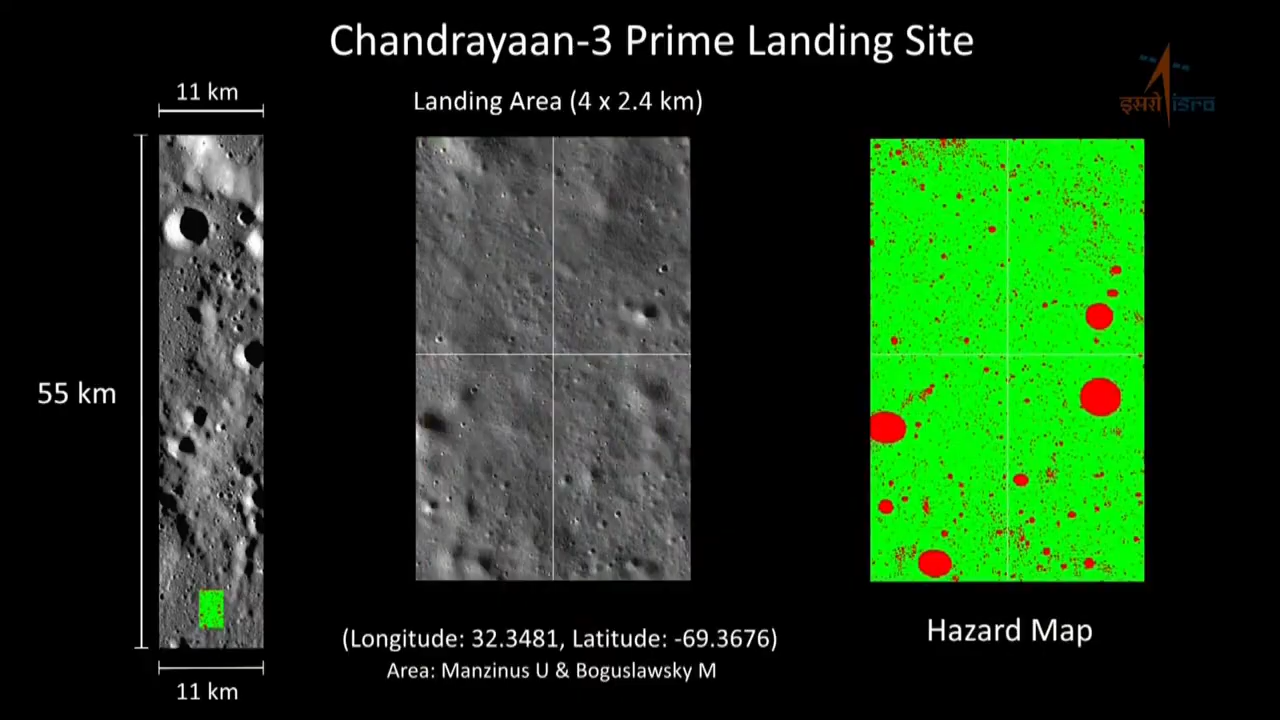 Chandrayaan-3 Prime Landing Site
इसरो isra
11 km
Landing Area (4 x 2.4 km)
55 km
(Longitude: 32.3481, Latitude: -69.3676)
Area: Manzinus U & Boguslawsky M
Hazard Map
11 km